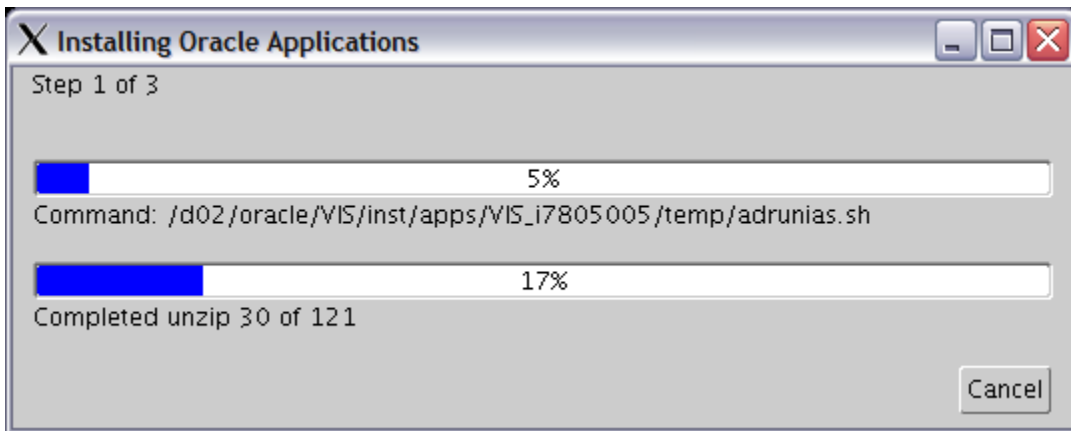 Installing Oracle Applications
Step 1 of 3
5%
Command: /d02/oracle/VIS/inst/apps/VIS_i7805005/temp/adrunias.sh
17%
Completed unzip 30 of 121
Cancel